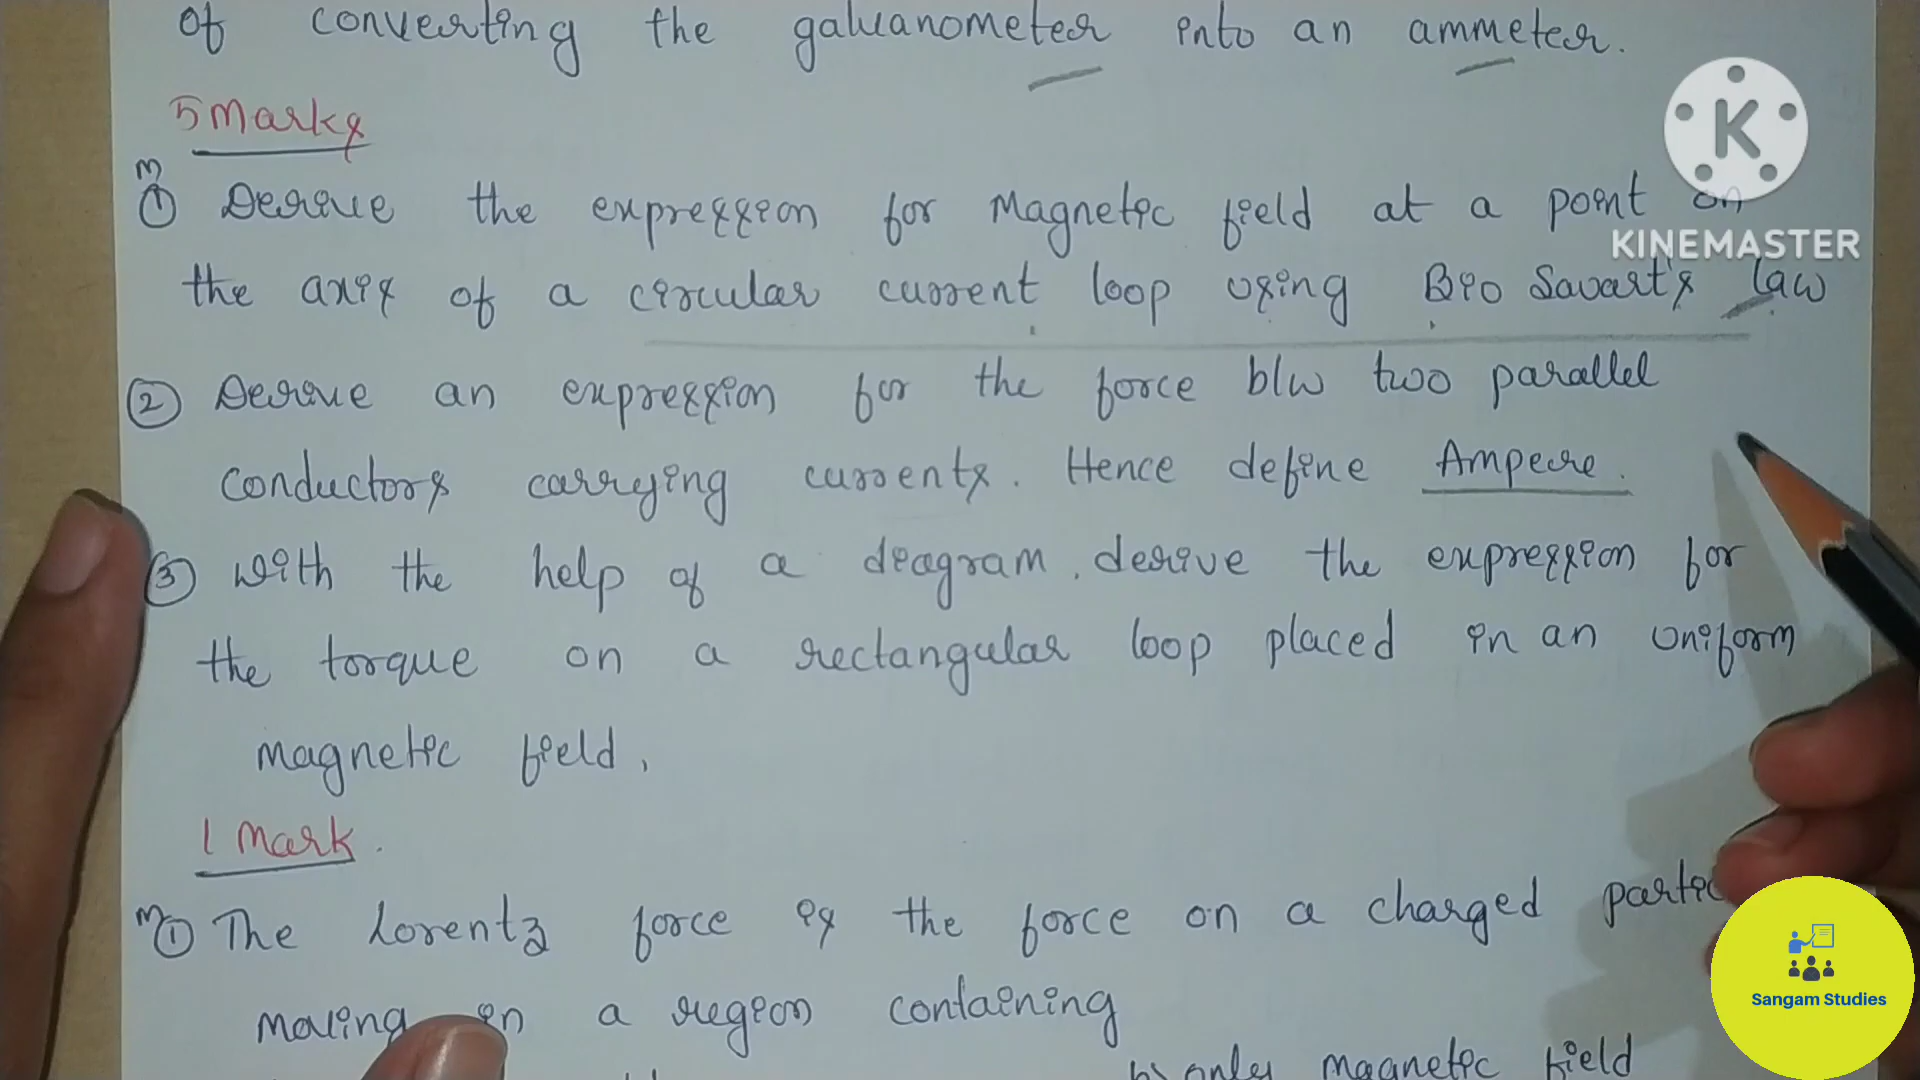 of converting the galvanometer into an ammeter.
5 Marks
M
① Derive the expression for Magnetic field at a point on
the axis of a circular current loop using Bio Savart's law
② Derive an expression for the force b/w two parallel
conductors carrying currents. Hence define Ampere.
③ With the help of a diagram, derive the expression for
the torque on a rectangular loop placed in an uniform
magnetic field.
1 Mark.
M
① The Lorentz force is the force on a charged
moving in a region containing
b) only magnetic field
K
KINEMASTER
Sangam Studies